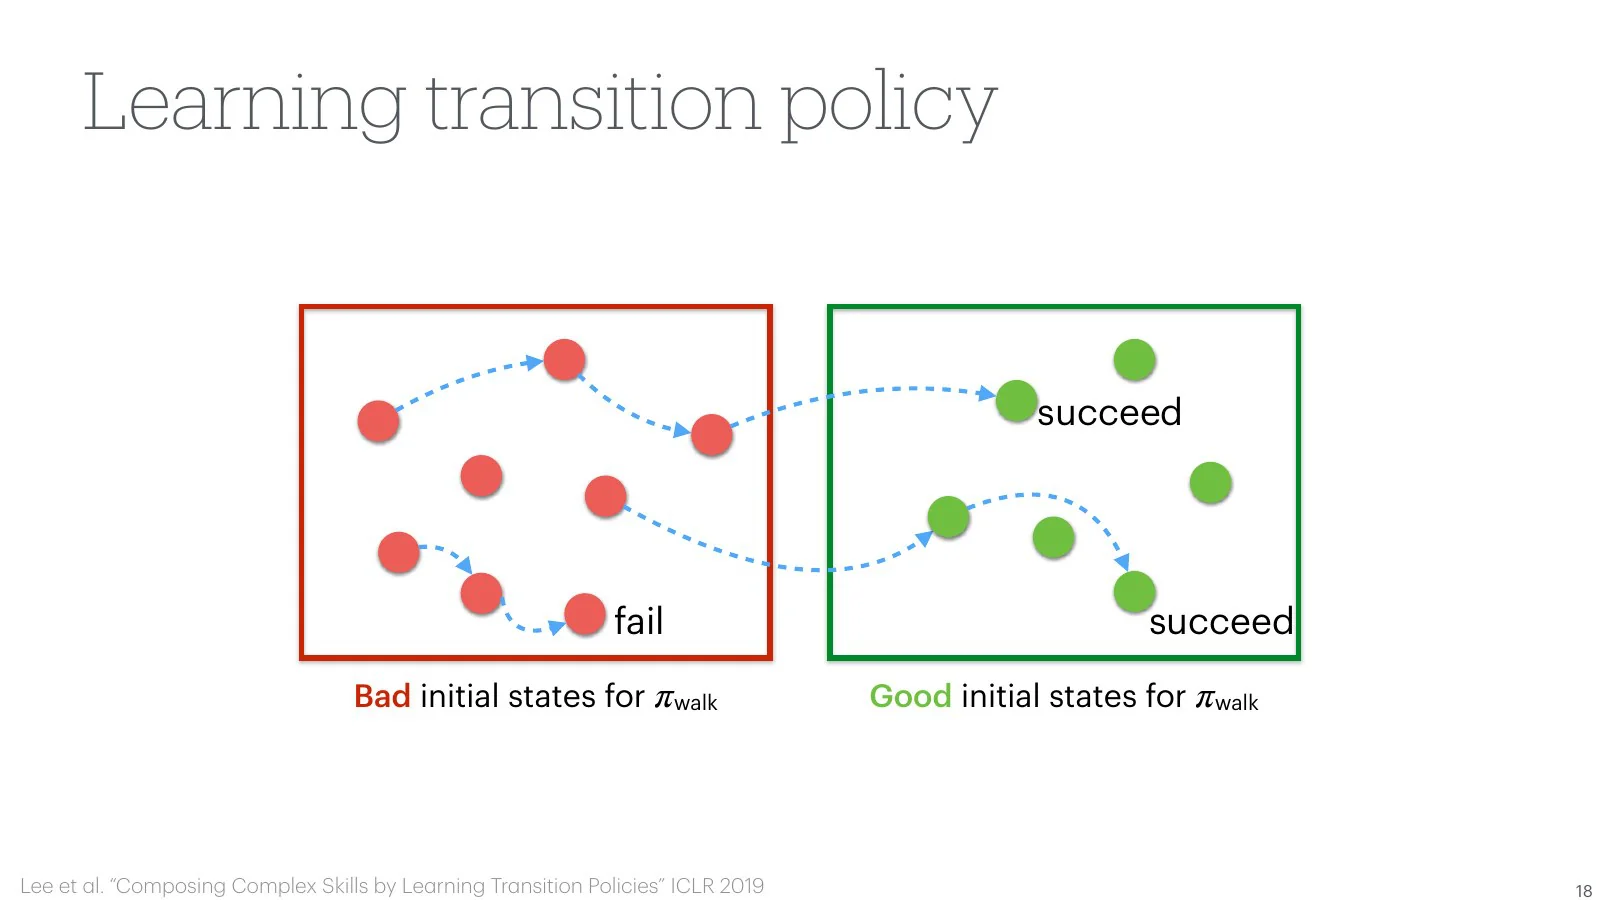 Learning transition policy
succeed
fail
succeed
Bad initial states for πwalk
Good initial states for πwalk
Lee et al. “Composing Complex Skills by Learning Transition Policies” ICLR 2019
18